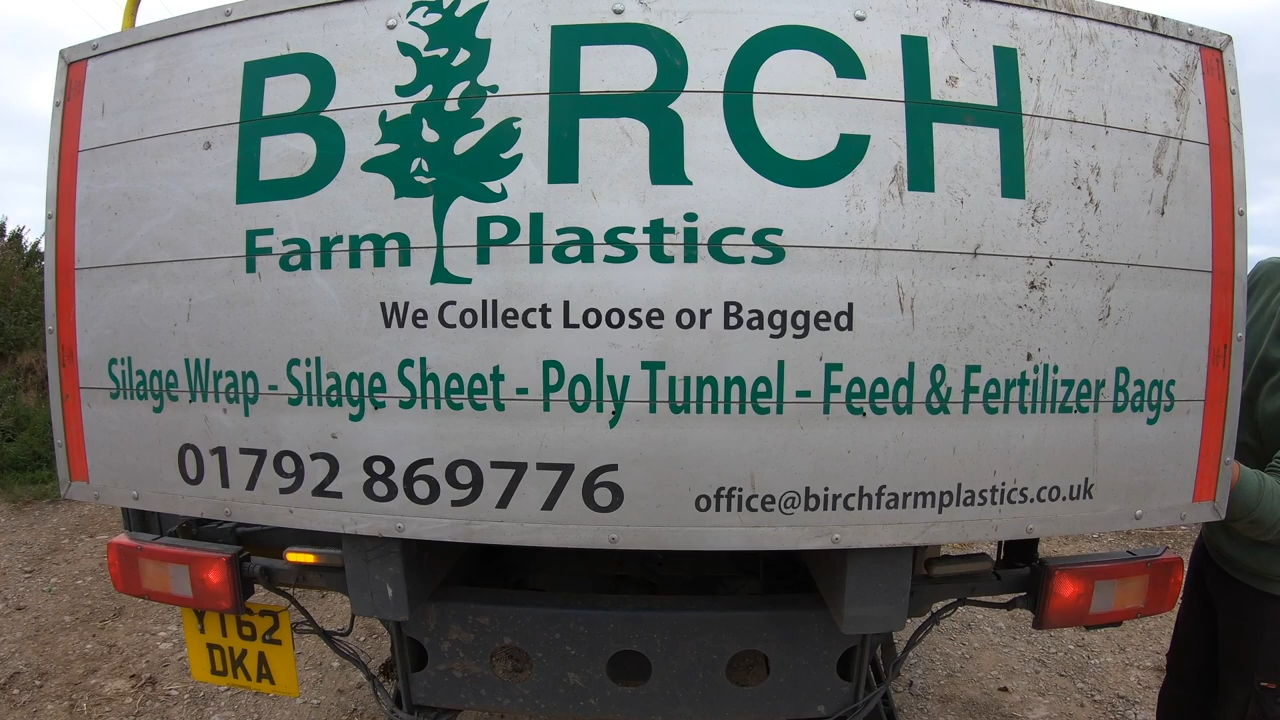 BIRCH
Farm Plastics
We Collect Loose or Bagged
Silage Wrap - Silage Sheet - Poly Tunnel - Feed & Fertilizer Bags
01792 869776
office@birchfarmplastics.co.uk
YT62
DKA